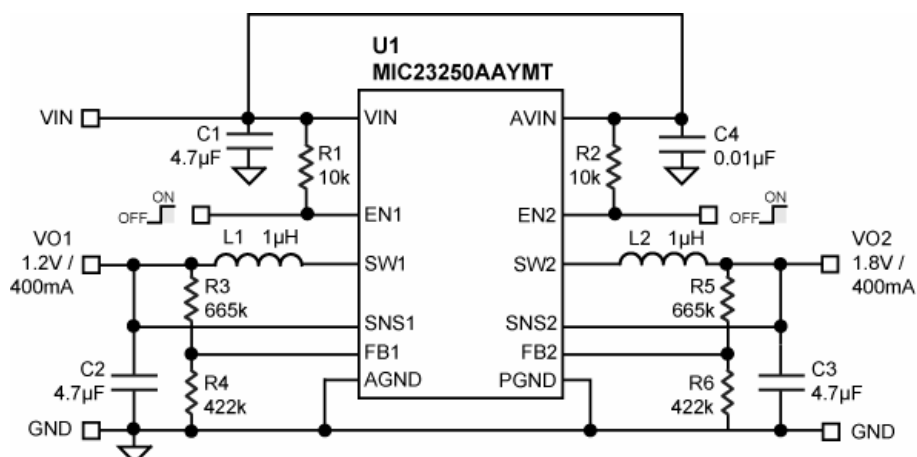 U1
MIC23250AAYMT
VIN
VIN
AVIN
C1
4.7µF
R1
10k
R2
10k
C4
0.01µF
ON
OFF
EN1
EN2
ON
OFF
VO1
1.2V /
400mA
L1 1µH
SW1
SW2
L2 1µH
VO2
1.8V /
400mA
R3
665k
R5
665k
SNS1
SNS2
FB1
FB2
C2
4.7µF
R4
422k
AGND
PGND
R6
422k
C3
4.7µF
GND
GND